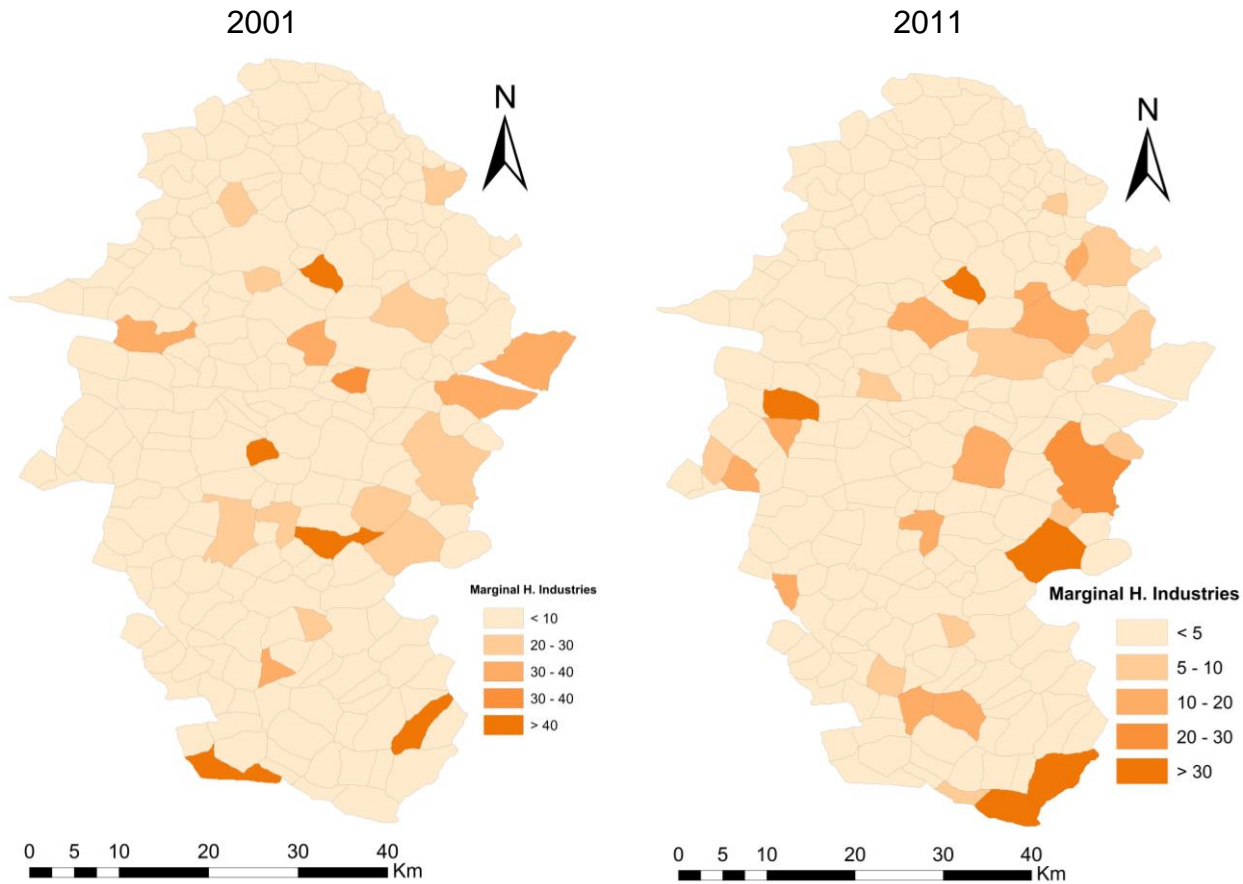 2001
2011
N
N
Marginal H. Industries
< 10
20 - 30
30 - 40
30 - 40
> 40
Marginal H. Industries
< 5
5 - 10
10 - 20
20 - 30
> 30
0 5 10 20 30 40
Km
0 5 10 20 30 40
Km